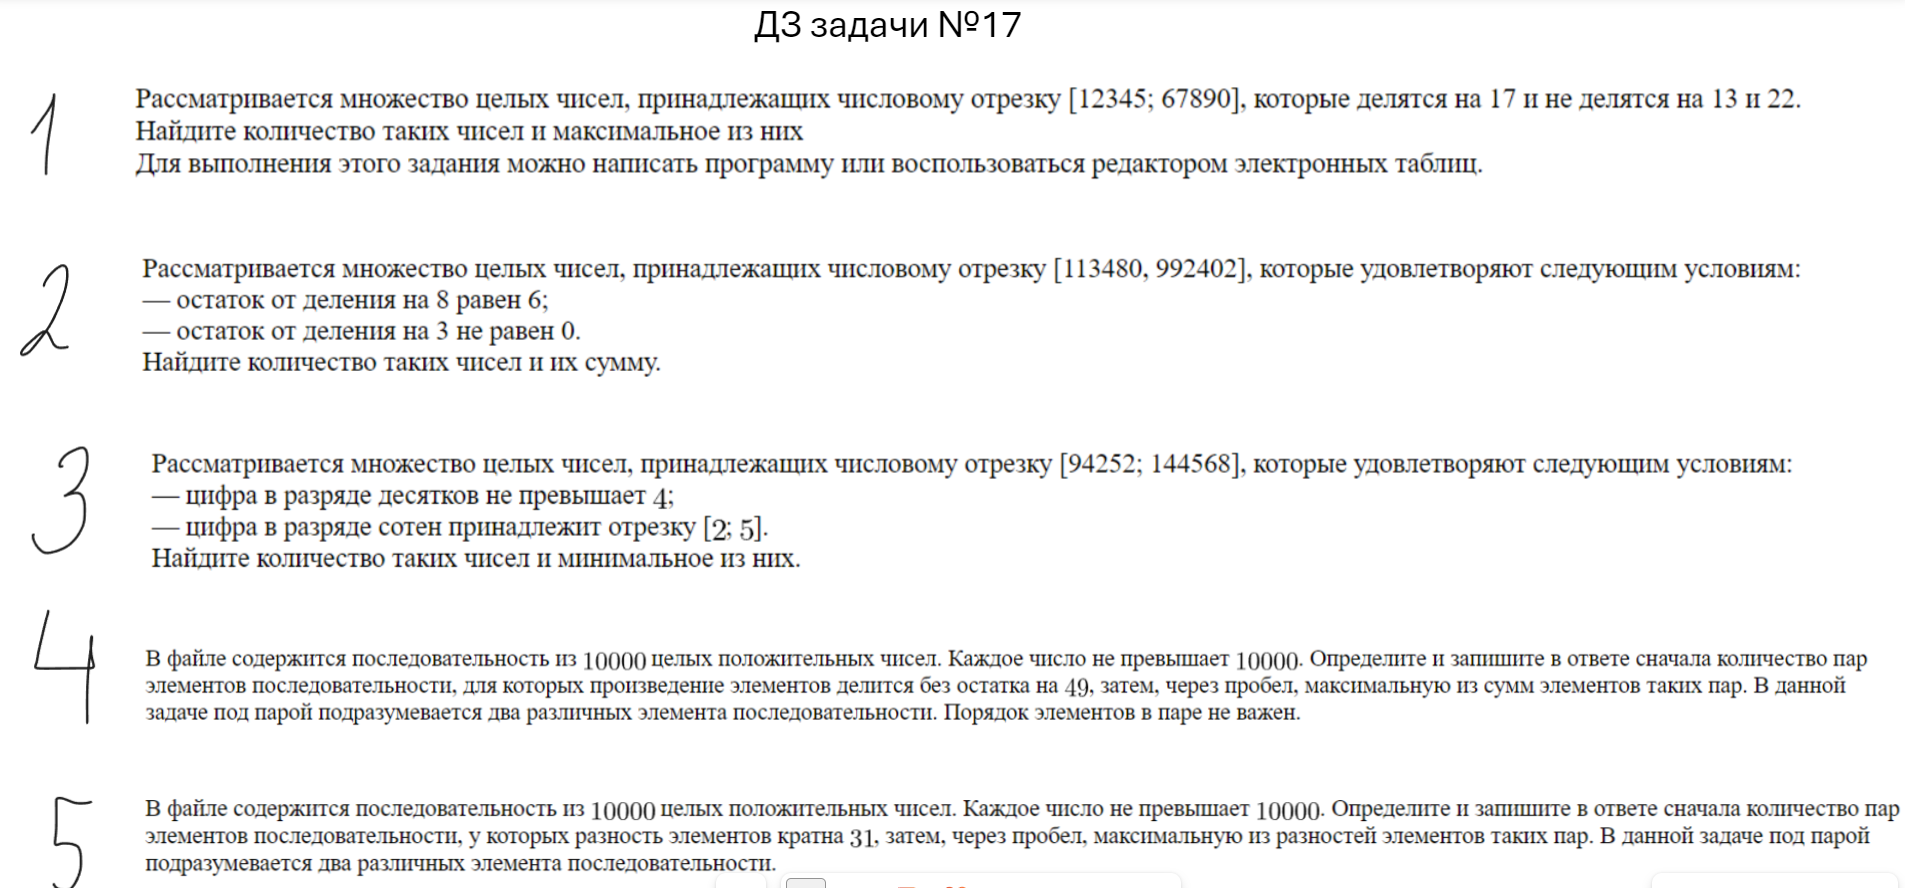 ДЗ задачи №17
1
Рассматривается множество целых чисел, принадлежащих числовому отрезку [12345; 67890], которые делятся на 17 и не делятся на 13 и 22.
Найдите количество таких чисел и максимальное из них
Для выполнения этого задания можно написать программу или воспользоваться редактором электронных таблиц.
2
Рассматривается множество целых чисел, принадлежащих числовому отрезку [113480, 992402], которые удовлетворяют следующим условиям:
— остаток от деления на 8 равен 6;
— остаток от деления на 3 не равен 0.
Найдите количество таких чисел и их сумму.
3
Рассматривается множество целых чисел, принадлежащих числовому отрезку [94252; 144568], которые удовлетворяют следующим условиям:
— цифра в разряде десятков не превышает 4;
— цифра в разряде сотен принадлежит отрезку [2; 5].
Найдите количество таких чисел и минимальное из них.
4
В файле содержится последовательность из 10000 целых положительных чисел. Каждое число не превышает 10000. Определите и запишите в ответе сначала количество пар
элементов последовательности, для которых произведение элементов делится без остатка на 49, затем, через пробел, максимальную из сумм элементов таких пар. В данной
задаче под парой подразумевается два различных элемента последовательности. Порядок элементов в паре не важен.
5
В файле содержится последовательность из 10000 целых положительных чисел. Каждое число не превышает 10000. Определите и запишите в ответе сначала количество пар
элементов последовательности, у которых разность элементов кратна 31, затем, через пробел, максимальную из разностей элементов таких пар. В данной задаче под парой
подразумевается два различных элемента последовательности.